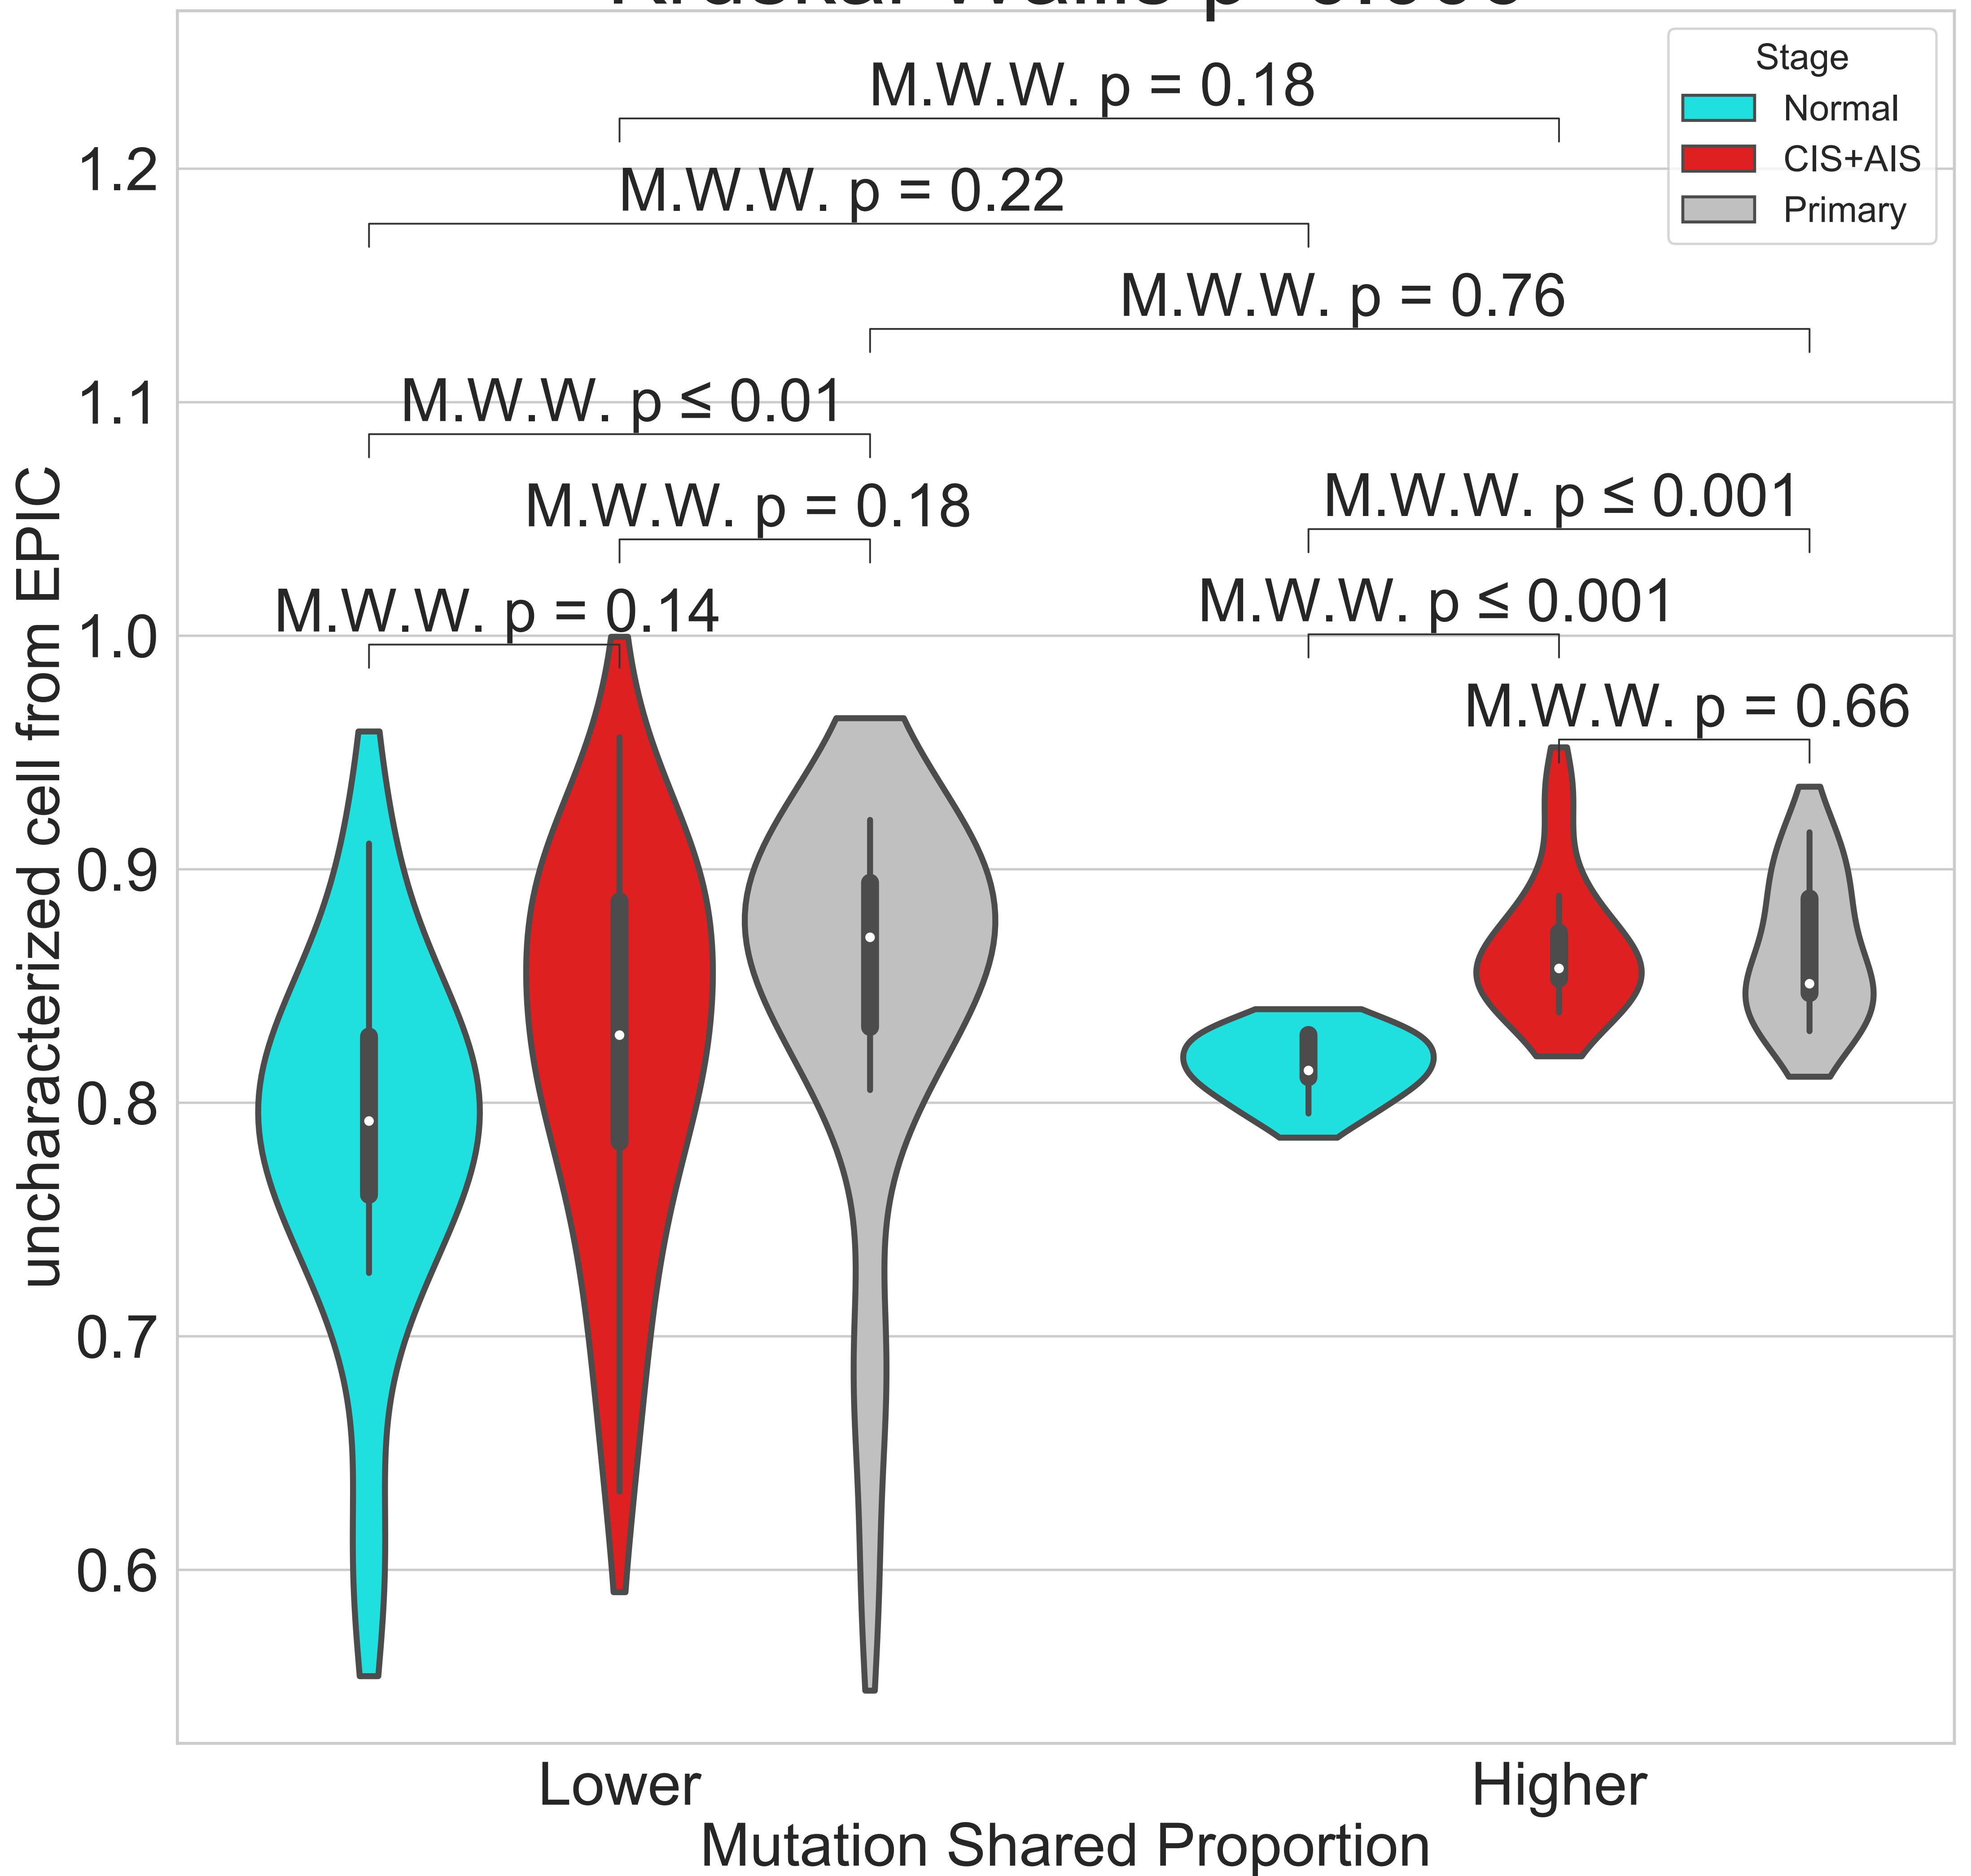 M.W.W. p = 0.18
Stage
Normal
CIS+AIS
Primary
M.W.W. p = 0.22
M.W.W. p = 0.76
M.W.W. p ≤ 0.01
M.W.W. p = 0.18
M.W.W. p ≤ 0.001
M.W.W. p = 0.14
M.W.W. p ≤ 0.001
M.W.W. p = 0.66
1.2
1.1
1.0
0.9
0.8
0.7
0.6
uncharacterized cell from EPIC
Lower
Higher
Mutation Shared Proportion